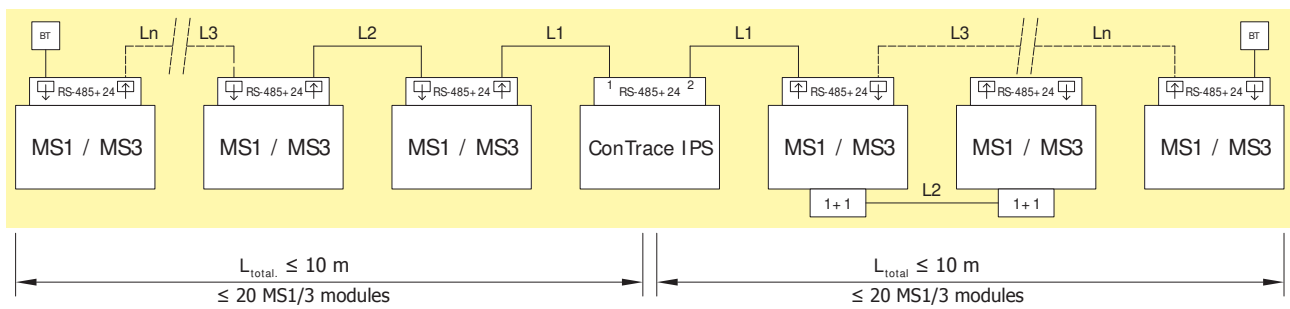 BT Ln L3 L2 L1 L1 L3 Ln BT
RS-485+24 RS-485+24 RS-485+24 1 RS-485+24 2 RS-485+24 RS-485+24 RS-485+24
MS1 / MS3 MS1 / MS3 MS1 / MS3 ConTrace IPS MS1 / MS3 MS1 / MS3 MS1 / MS3
1+1 L2 1+1
Ltotal. ≤ 10 m Ltotal ≤ 10 m
≤ 20 MS1/3 modules ≤ 20 MS1/3 modules